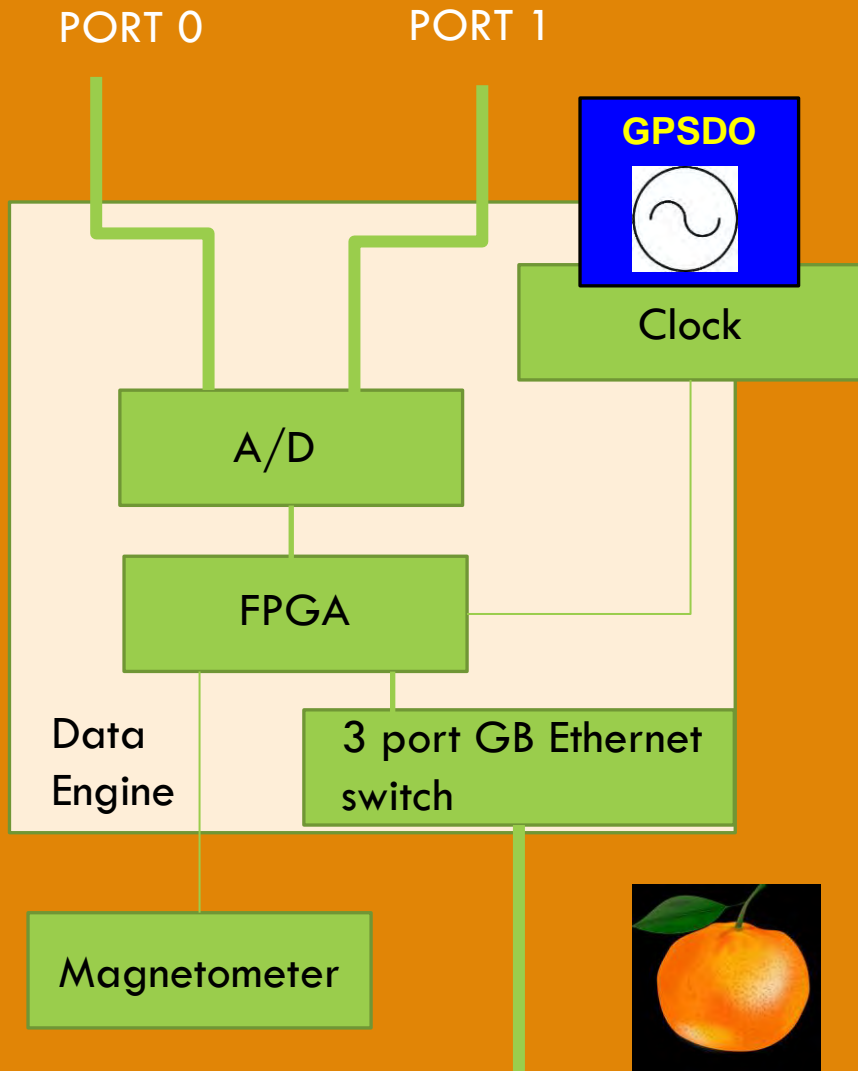 PORT 0
PORT 1
GPSDO
Clock
A/D
FPGA
Data
Engine
3 port GB Ethernet
switch
Magnetometer